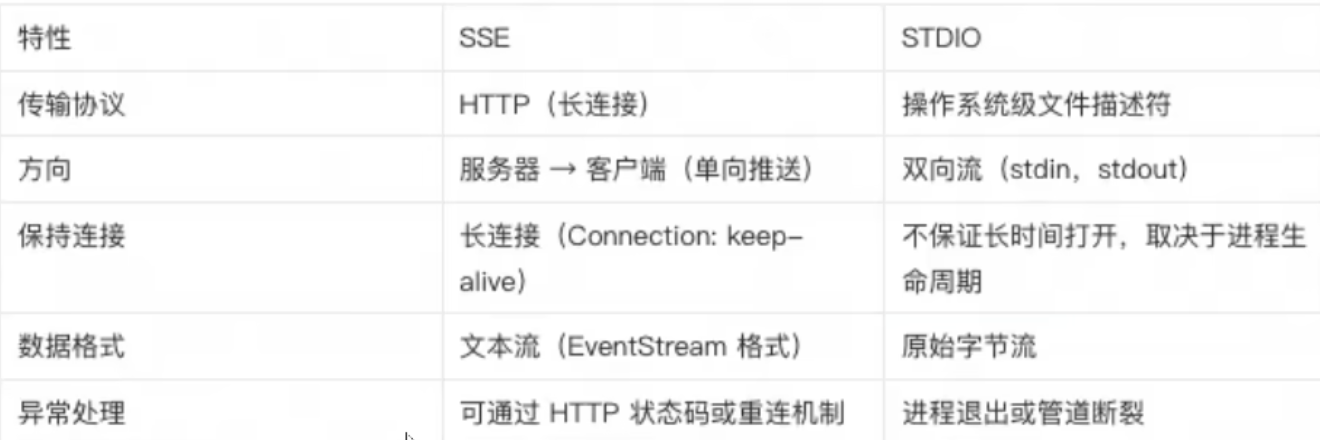 特性 SSE STDIO
传输协议 HTTP（长连接） 操作系统级文件描述符
方向 服务器 → 客户端（单向推送） 双向流（stdin，stdout）
保持连接 长连接（Connection: keep- 不保证长时间打开，取决于进程生
alive） 命周期
数据格式 文本流（EventStream 格式） 原始字节流
异常处理 可通过 HTTP 状态码或重连机制 进程退出或管道断裂